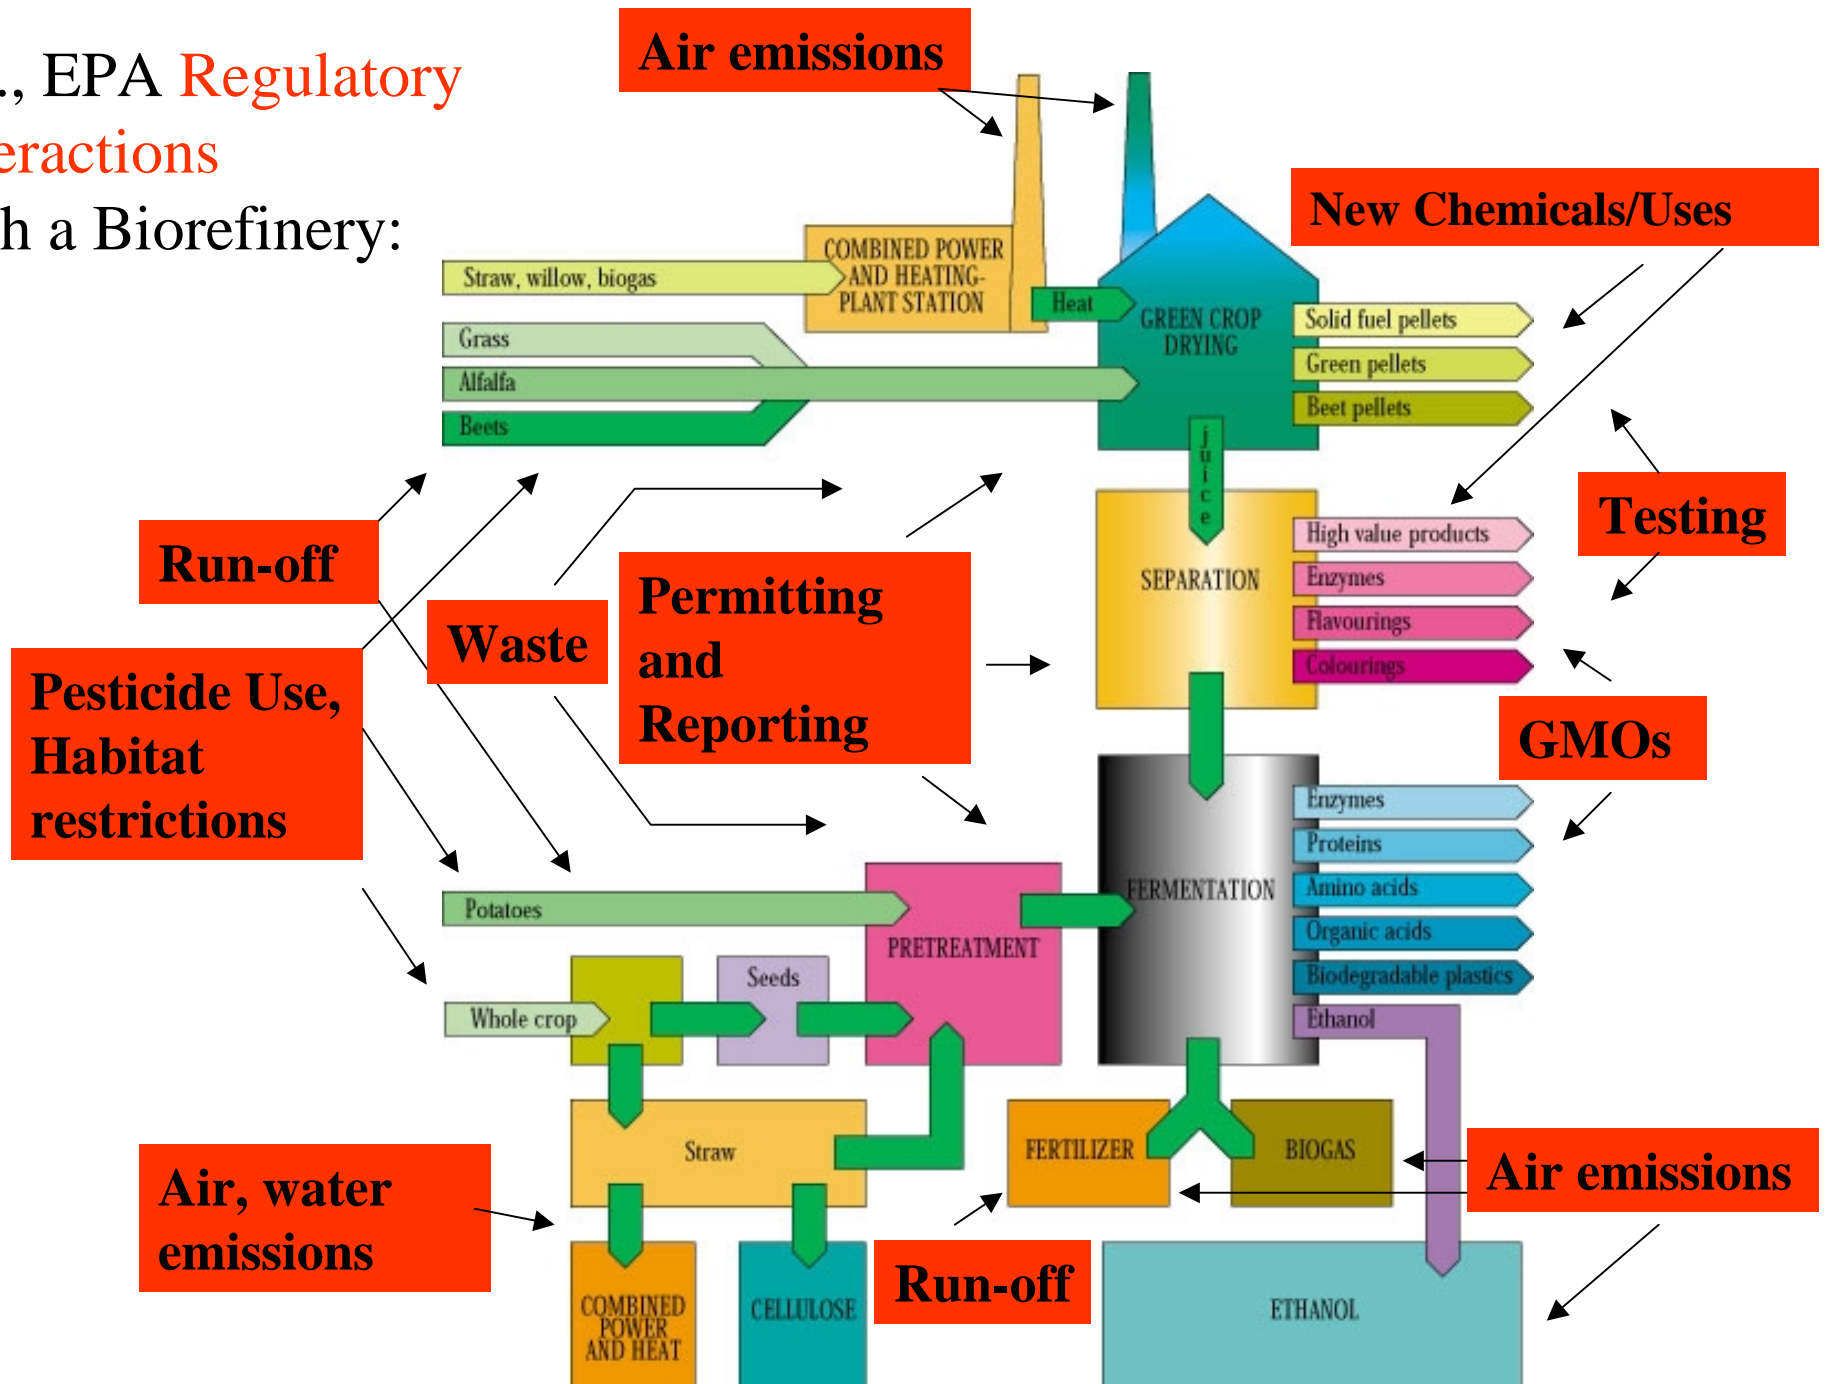 ., EPA Regulatory
eractions
h a Biorefinery:
Air emissions
New Chemicals/Uses
COMBINED POWER
AND HEATING-
PLANT STATION
Straw, willow, biogas
Heat
GREEN CROP
DRYING
Solid fuel pellets
Green pellets
Beet pellets
Grass
Alfalfa
Beets
juice
Testing
Run-off
Waste
Permitting
and
Reporting
SEPARATION
High value products
Enzymes
Flavourings
Colourings
Pesticide Use,
Habitat
restrictions
GMOs
FERMENTATION
Enzymes
Proteins
Amino acids
Organic acids
Biodegradable plastics
Ethanol
Potatoes
PRETREATMENT
Seeds
Whole crop
Straw
FERTILIZER
BIOGAS
Air emissions
Air, water
emissions
Run-off
COMBINED
POWER
AND HEAT
CELLULOSE
ETHANOL